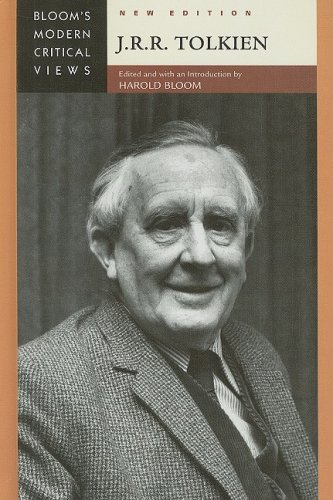 BLOOM'S
MODERN
CRITICAL
VIEWS
NEW EDITION
J.R.R. TOLKIEN
Edited and with an Introduction by
HAROLD BLOOM